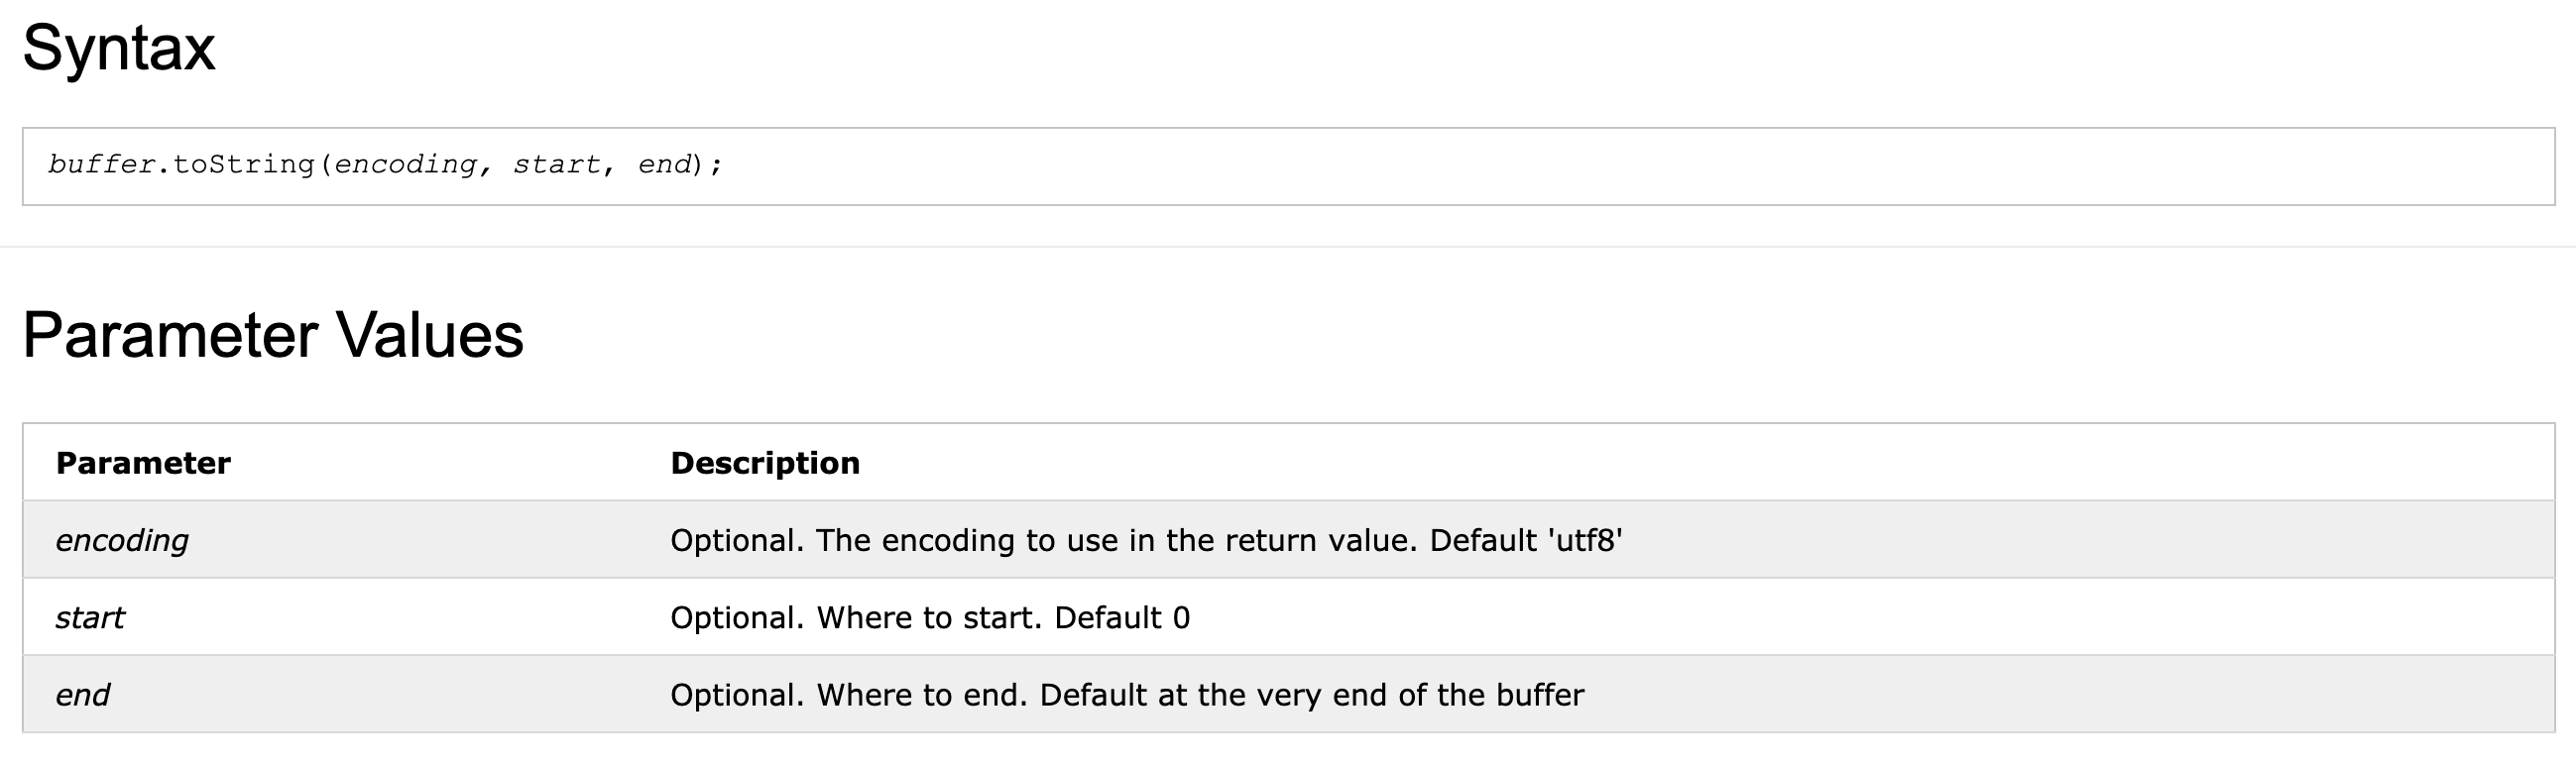 Syntax
buffer.toString(encoding, start, end);
Parameter Values
Parameter Description
encoding Optional. The encoding to use in the return value. Default 'utf8'
start Optional. Where to start. Default 0
end Optional. Where to end. Default at the very end of the buffer